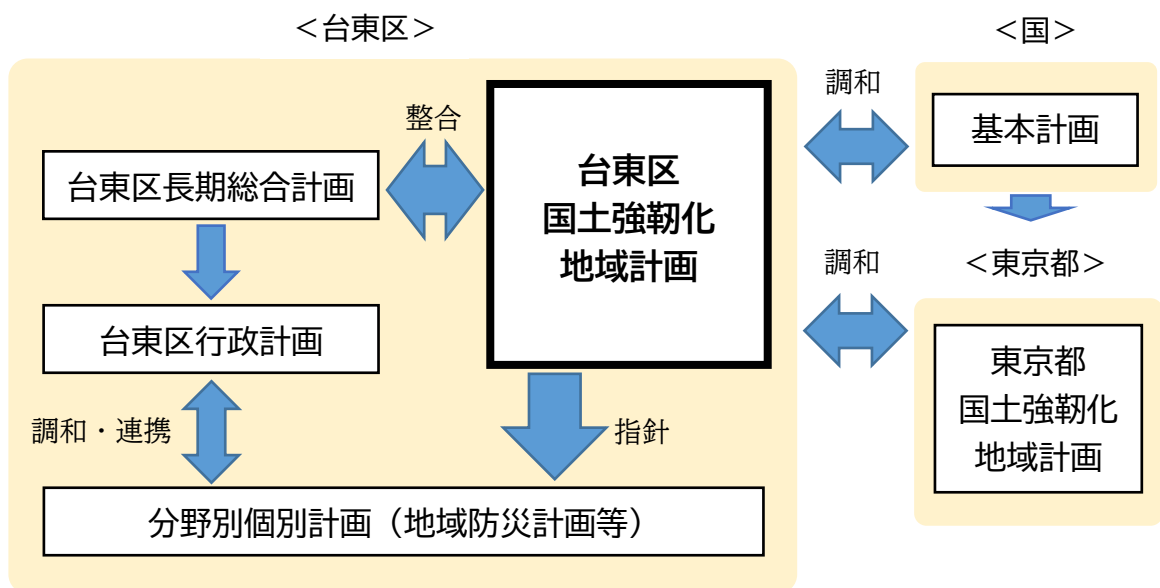 ＜台東区＞
＜国＞
整合
調和
台東区長期総合計画
台東区
国土強靭化
地域計画
基本計画
台東区行政計画
調和
＜東京都＞
東京都
国土強靭化
地域計画
調和・連携
指針
分野別個別計画（地域防災計画等）